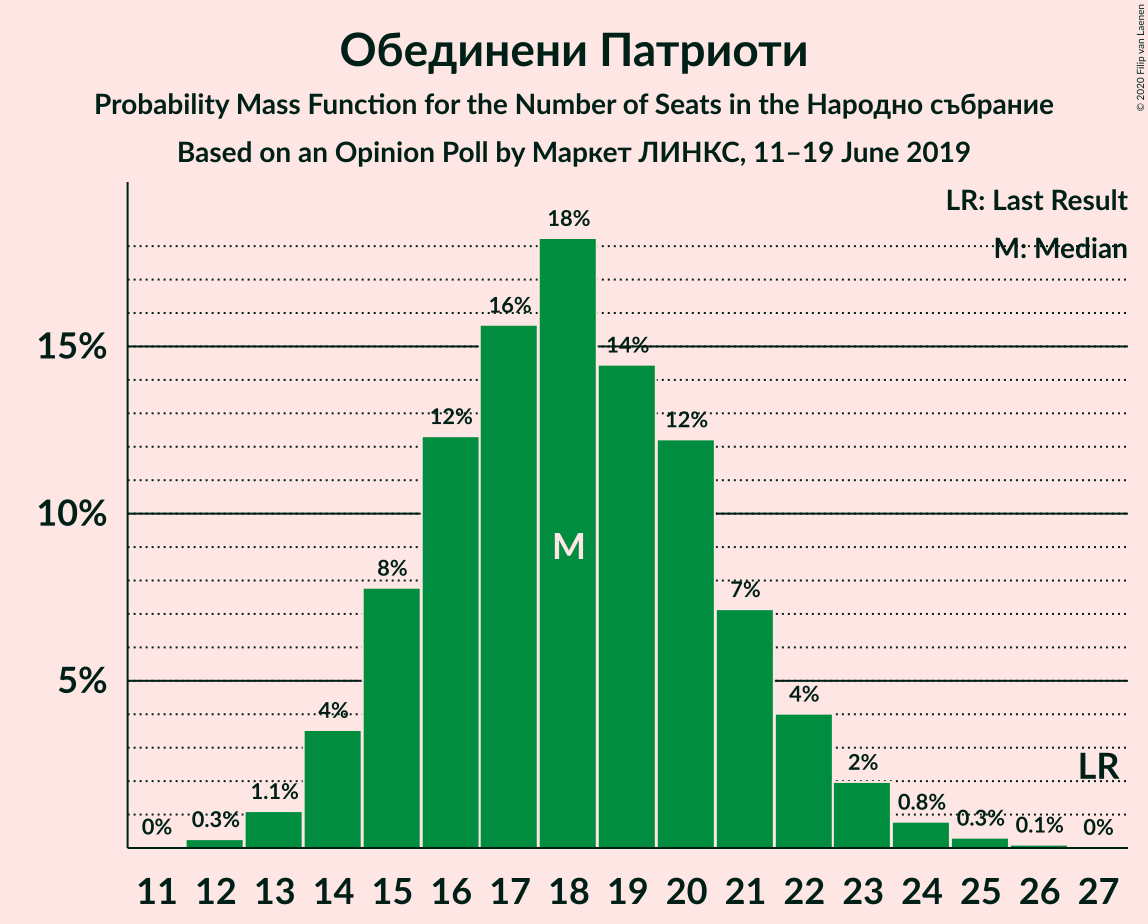 Обединени Патриоти
Probability Mass Function for the Number of Seats in the Народно събрание
Based on an Opinion Poll by Маркет ЛИНКС, 11–19 June 2019
© 2020 Filip van Laenen
LR: Last Result
M: Median
18%
16%
15%
14%
12%
12%
10%
M
8%
7%
5%
4%
4%
2%
LR
1.1%
0.8%
0%
0.3%
0.3%
0.1%
0%
11 12 13 14 15 16 17 18 19 20 21 22 23 24 25 26 27